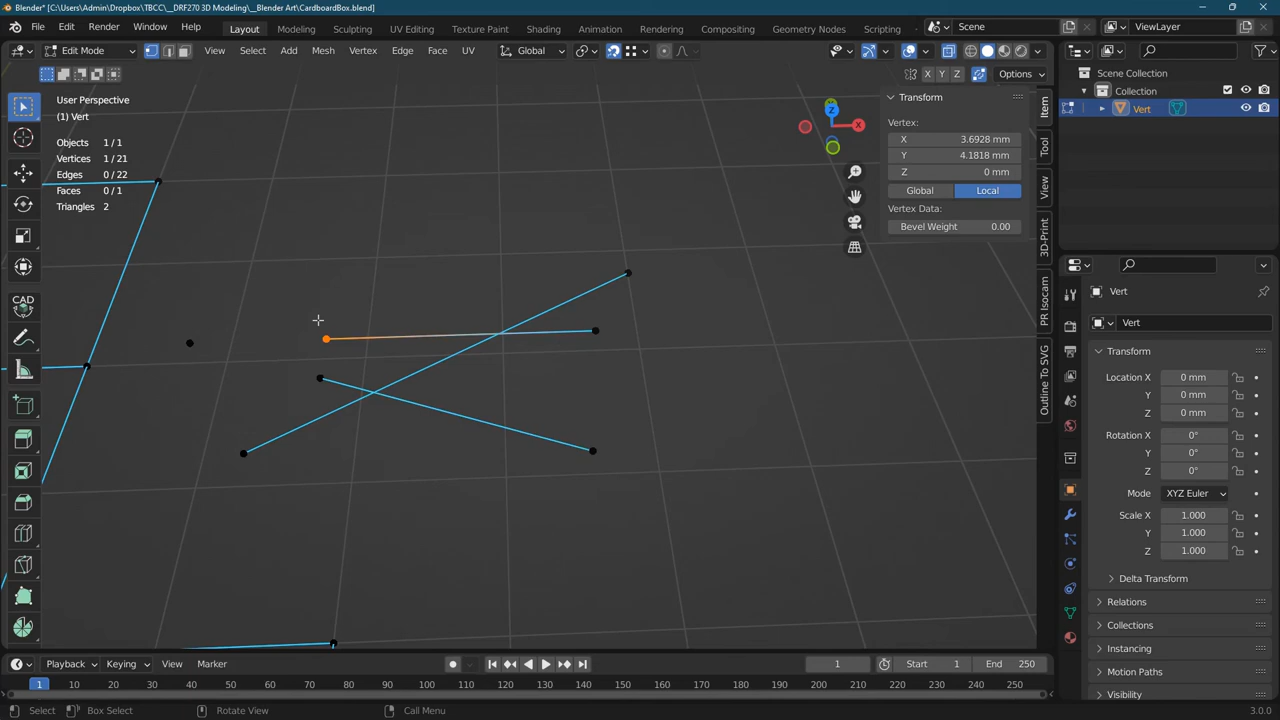 Blender* [C:\Users\Admin\Dropbox\TBCC\__DRF270 3D Modeling\__Blender Art\CardboardBox.blend]
File Edit Render Window Help Layout Modeling Sculpting UV Editing Texture Paint Shading Animation Rendering Compositing Geometry Nodes Scripting Scene ViewLayer
Edit Mode View Select Add Mesh Vertex Edge Face UV Global
X Y Z Options
User Perspective
(1) Vert
Objects 1/1
Vertices 1/21
Edges 0/22
Faces 0/1
Triangles 2
CAD
Z
X
Transform
Vertex:
X 3.6928 mm
Y 4.1818 mm
Z 0 mm
Global Local
Vertex Data:
Bevel Weight 0.00
Item
Tool
View
3D-Print
PR Isocam
Outline To SVG
Scene Collection
Collection
Vert
Vert
Vert
Transform
Location X 0 mm
Y 0 mm
Z 0 mm
Rotation X 0°
Y 0°
Z 0°
Mode XYZ Euler
Scale X 1.000
Y 1.000
Z 1.000
Delta Transform
Relations
Collections
Instancing
Motion Paths
Visibility
Playback Keying View Marker 1 Start 1 End 250
1 10 20 30 40 50 60 70 80 90 100 110 120 130 140 150 160 170 180 190 200 210 220 230 240 250
Select Box Select Rotate View Call Menu 3.0.0